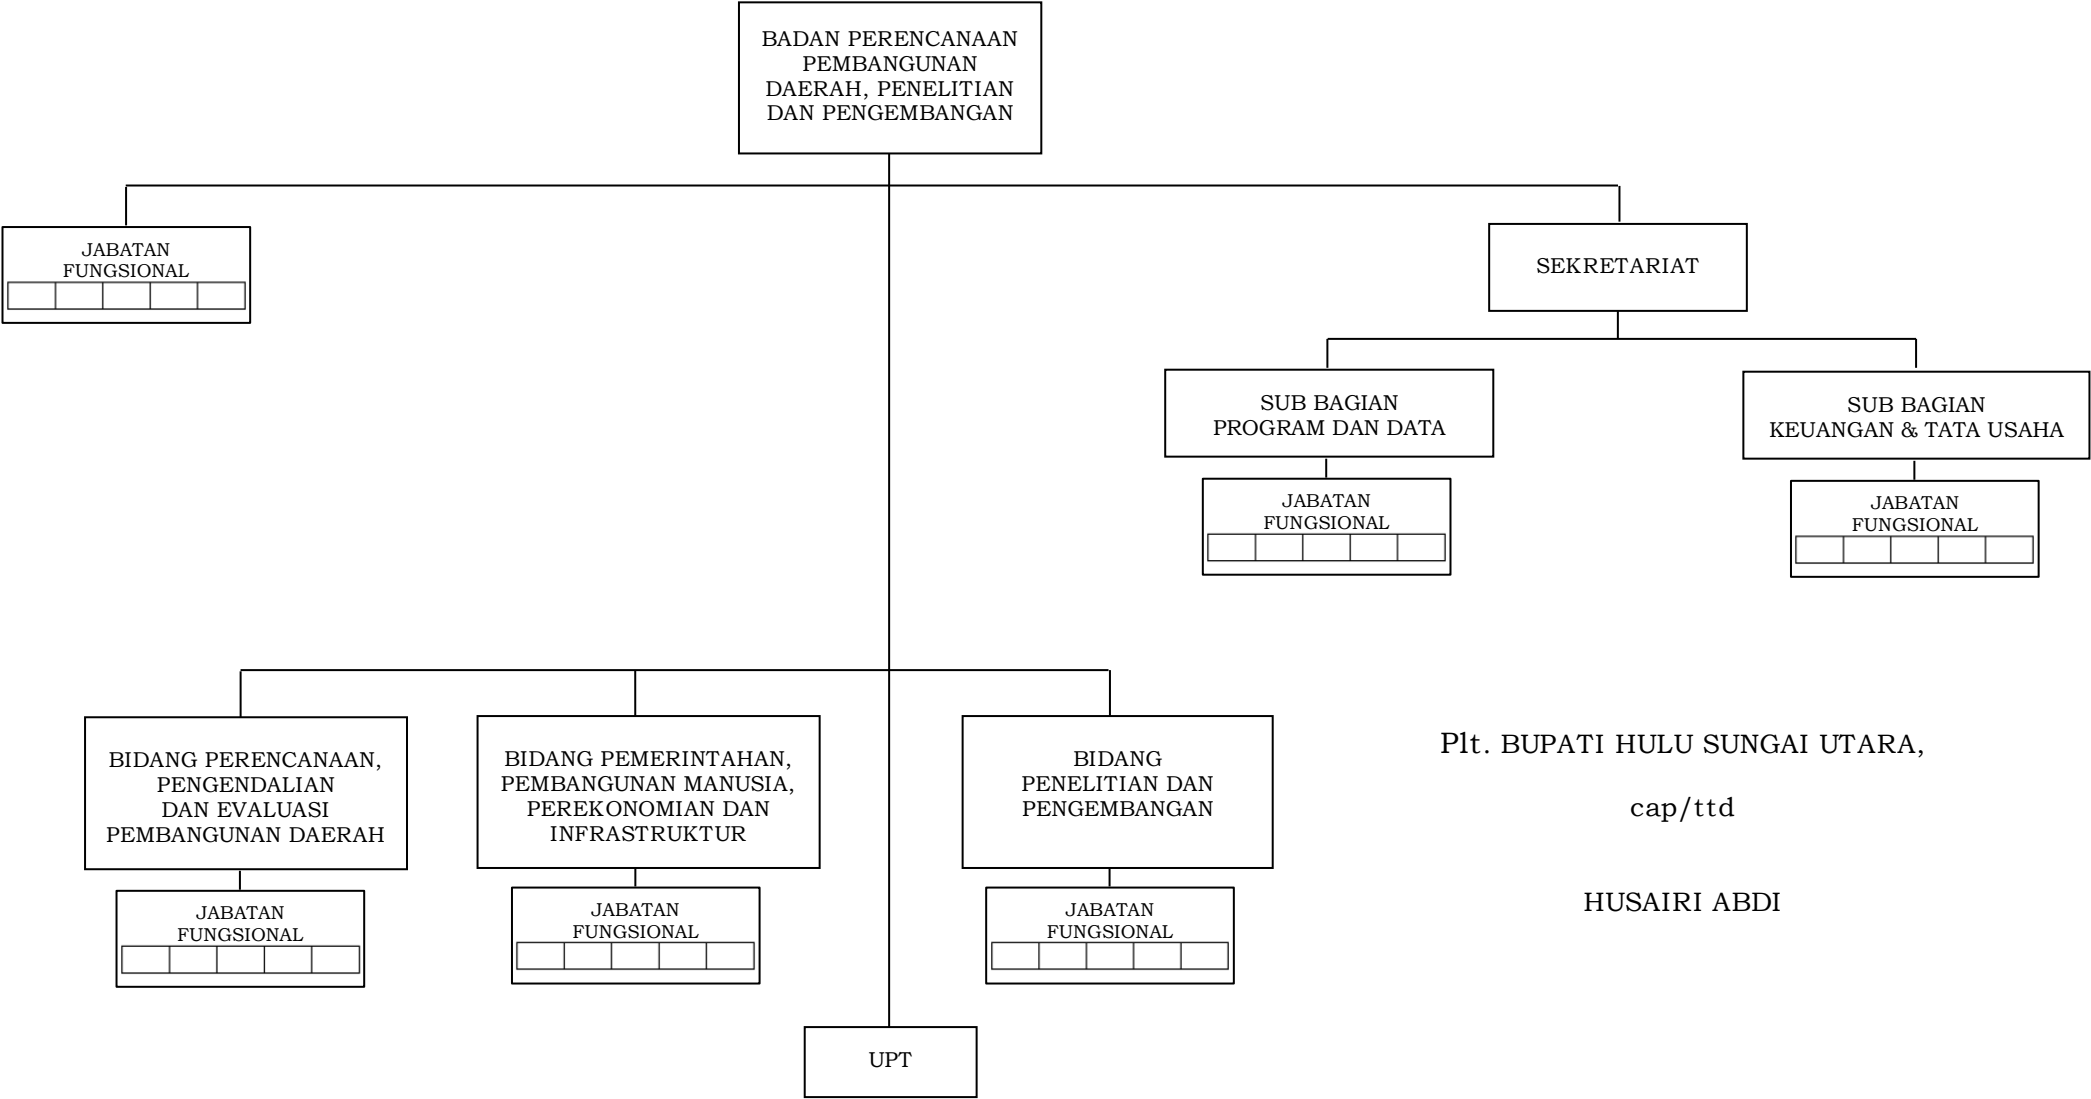 BADAN PERENCANAAN
PEMBANGUNAN
DAERAH, PENELITIAN
DAN PENGEMBANGAN
JABATAN
FUNGSIONAL
SEKRETARIAT
SUB BAGIAN
PROGRAM DAN DATA
SUB BAGIAN
KEUANGAN & TATA USAHA
JABATAN
FUNGSIONAL
JABATAN
FUNGSIONAL
BIDANG PERENCANAAN,
PENGENDALIAN
DAN EVALUASI
PEMBANGUNAN DAERAH
BIDANG PEMERINTAHAN,
PEMBANGUNAN MANUSIA,
PEREKONOMIAN DAN
INFRASTRUKTUR
BIDANG
PENELITIAN DAN
PENGEMBANGAN
JABATAN
FUNGSIONAL
JABATAN
FUNGSIONAL
JABATAN
FUNGSIONAL
UPT
Plt. BUPATI HULU SUNGAI UTARA,
cap/ttd
HUSAIRI ABDI